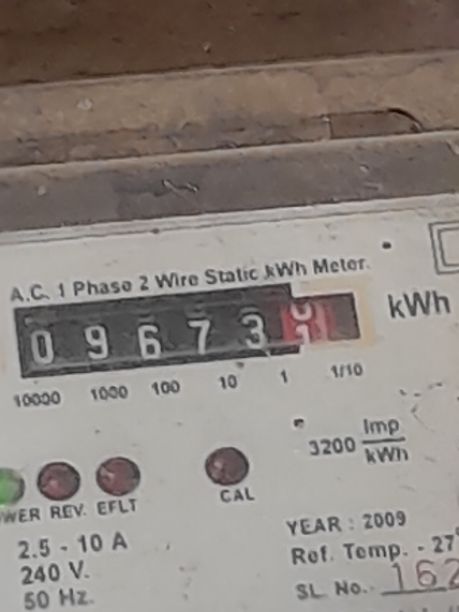 A.C. 1 Phase 2 Wire Static kWh Meter.
0 9 6 7 3 kWh
10000 1000 100 10 1 1/10
3200 Imp/kWh
REV. EFLT CAL
2.5 - 10 A
240 V.
50 Hz.
YEAR : 2009
Ref. Temp. - 27
SL. No. 162